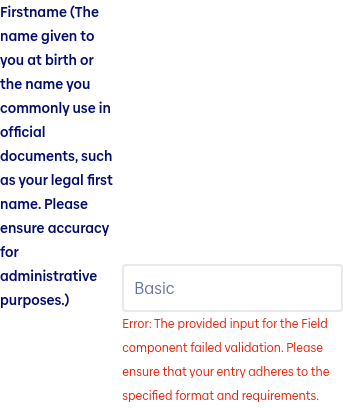 Firstname (The
name given to
you at birth or
the name you
commonly use in
official
documents, such
as your legal first
name. Please
ensure accuracy
for
administrative
purposes.)
Basic
Error: The provided input for the Field
component failed validation. Please
ensure that your entry adheres to the
specified format and requirements.